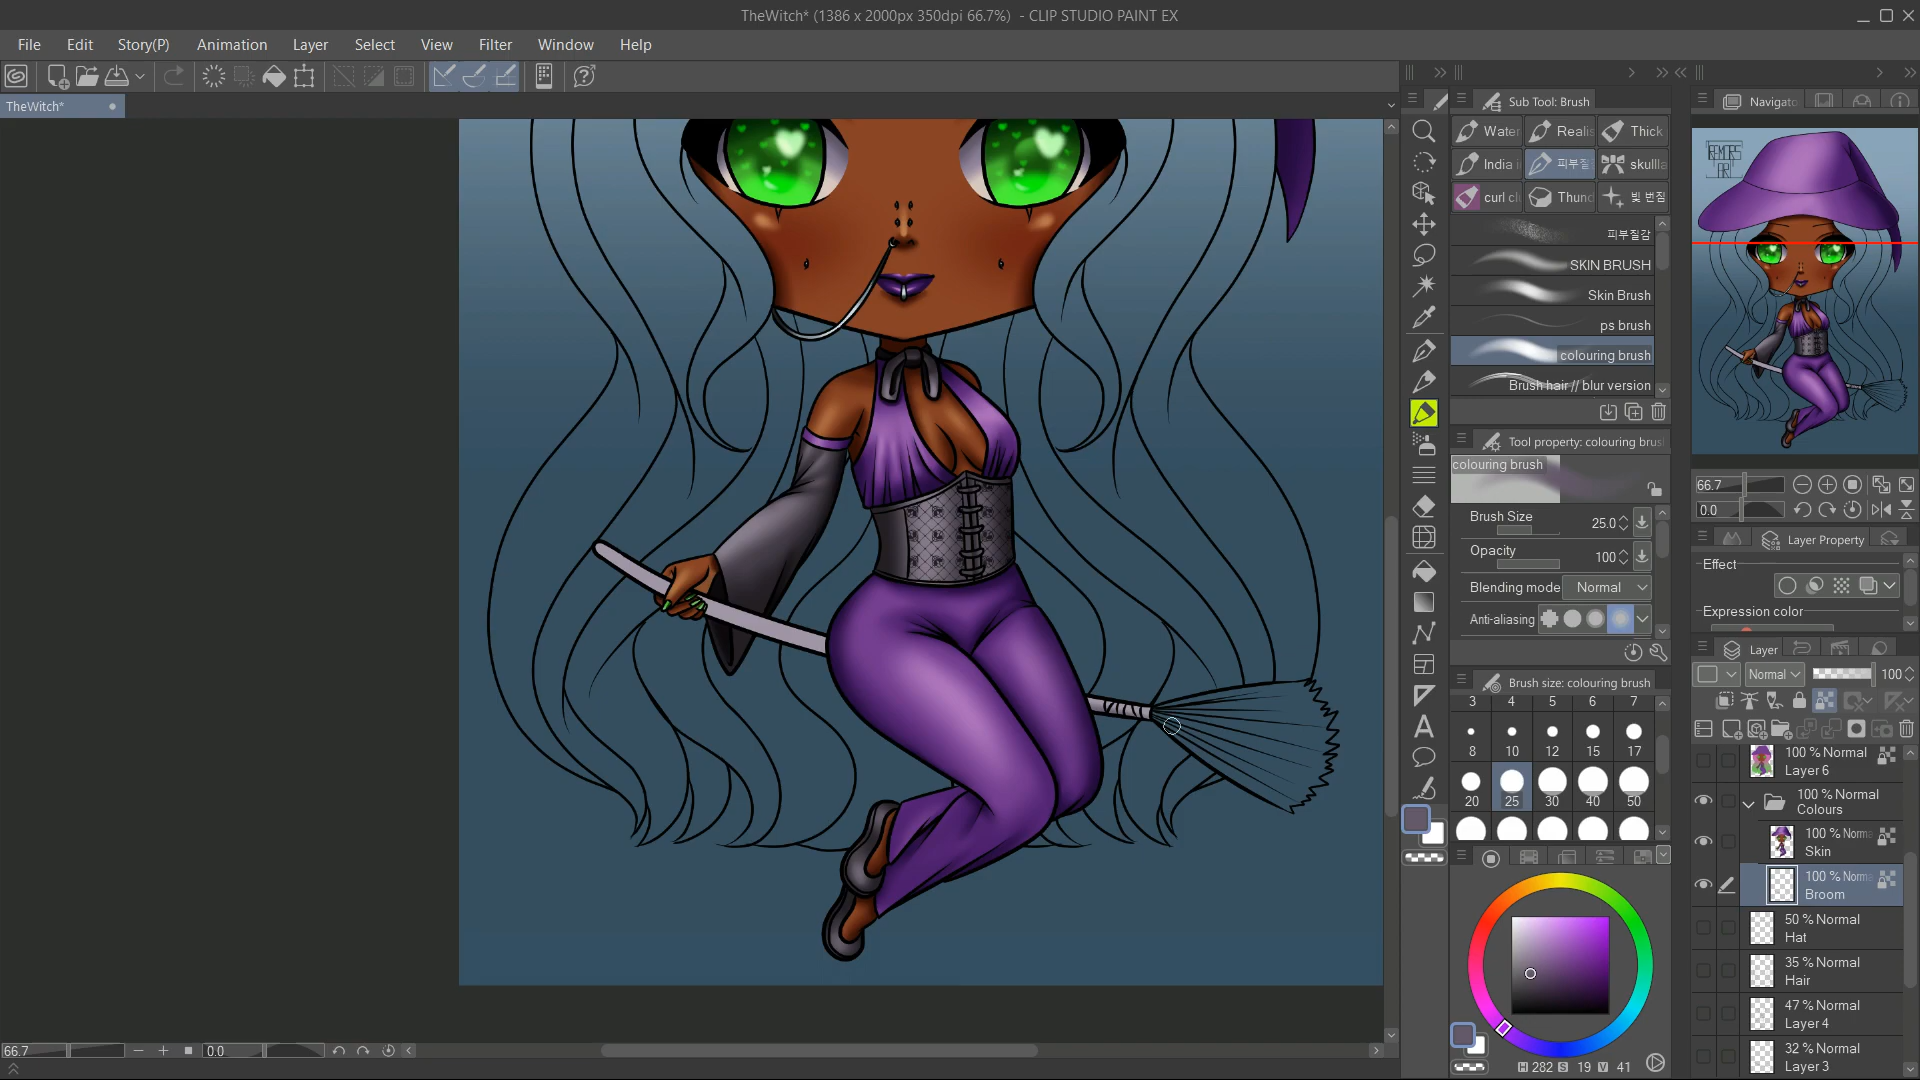 TheWitch* (1386 x 2000px 350dpi 66.7%) - CLIP STUDIO PAINT EX
File Edit Story(P) Animation Layer Select View Filter Window Help
TheWitch*
Sub Tool: Brush
Water Realis Thick
India i 피부질 skullla
curl cl Thund 빛 번짐
피부질감
SKIN BRUSH
Skin Brush
ps brush
colouring brush
Brush hair // blur version
Tool property: colouring brus
colouring brush
Brush Size 25.0
Opacity 100
Blending mode Normal
Anti-aliasing
Brush size: colouring brush
3 4 5 6 7
8 10 12 15 17
20 25 30 40 50
H 282 S 19 V 41
Navigato
66.7
0.0
Layer Property
Effect
Expression color
Layer
Normal 100
100 % Normal
Layer 6
100 % Normal
Colours
100 % Norma
Skin
100 % Norma
Broom
50 % Normal
Hat
35 % Normal
Hair
47 % Normal
Layer 4
32 % Normal
Layer 3
66.7 0.0